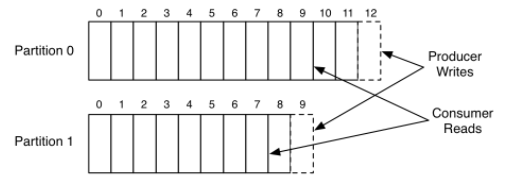 0 1 2 3 4 5 6 7 8 9 10 11 12
Partition 0
Producer
Writes
0 1 2 3 4 5 6 7 8 9
Consumer
Reads
Partition 1